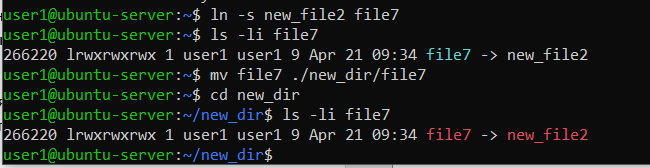 user1@ubuntu-server:~$ ln -s new_file2 file7
user1@ubuntu-server:~$ ls -li file7
266220 lrwxrwxrwx 1 user1 user1 9 Apr 21 09:34 file7 -> new_file2
user1@ubuntu-server:~$ mv file7 ./new_dir/file7
user1@ubuntu-server:~$ cd new_dir
user1@ubuntu-server:~/new_dir$ ls -li file7
266220 lrwxrwxrwx 1 user1 user1 9 Apr 21 09:34 file7 -> new_file2
user1@ubuntu-server:~/new_dir$